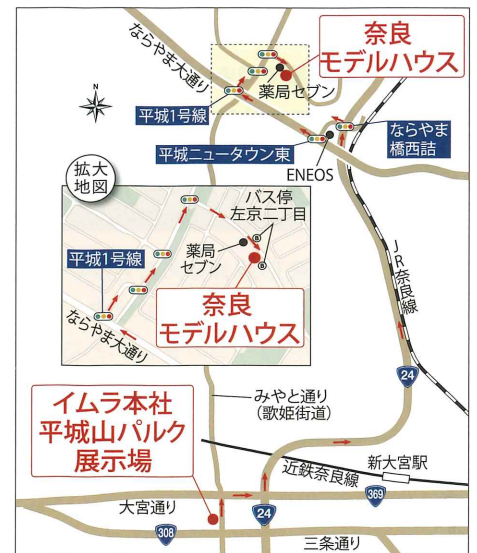 奈良
モデルハウス
ならやま大通り
薬局セブン
N
平城1号線
平城ニュータウン東
ならやま
橋西詰
ENEOS
拡大
地図
バス停
左京二丁目
B
薬局
セブン
B
平城1号線
奈良
モデルハウス
ならやま大通り
JR奈良線
24
イムラ本社
平城山パルク
展示場
みやと通り
(歌姫街道)
近鉄奈良線
新大宮駅
369
大宮通り
24
308
三条通り